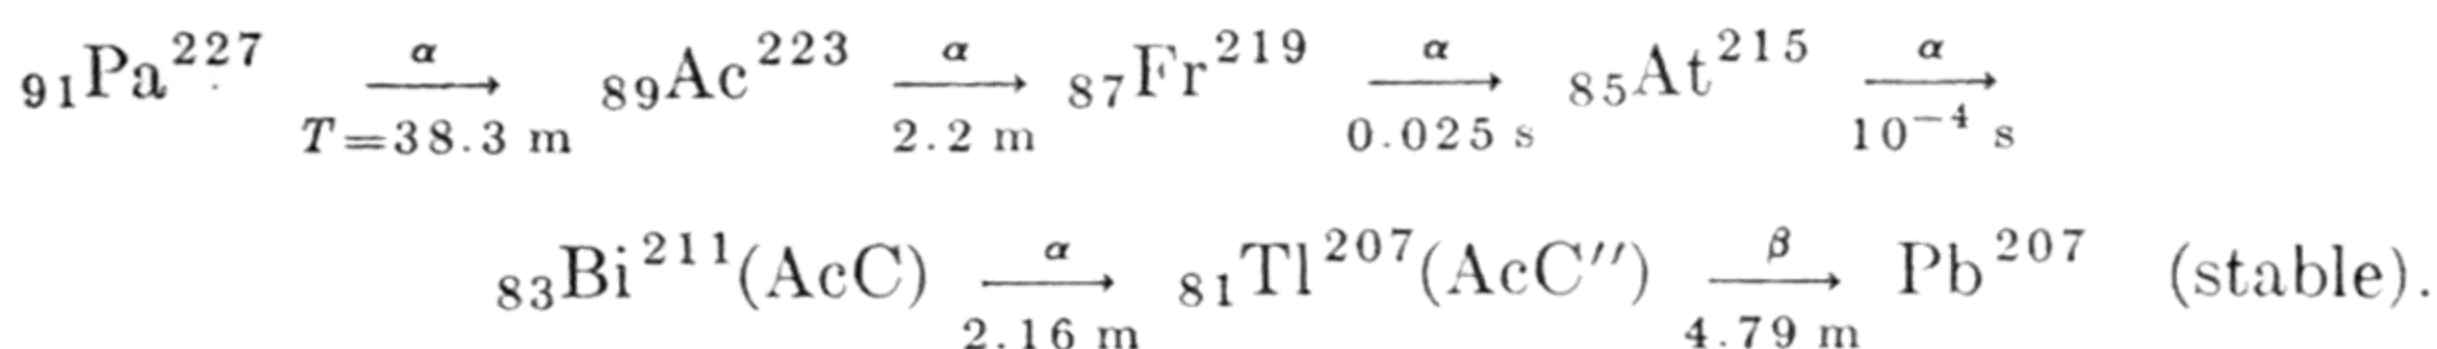 ₉₁Pa²²⁷ —α→ ₈₉Ac²²³ —α→ ₈₇Fr²¹⁹ —α→ ₈₅At²¹⁵ —α→
T=38.3 m 2.2 m 0.025 s 10⁻⁴ s
₈₃Bi²¹¹(AcC) —α→ ₈₁Tl²⁰⁷(AcC″) —β→ Pb²⁰⁷ (stable).
2.16 m 4.79 m